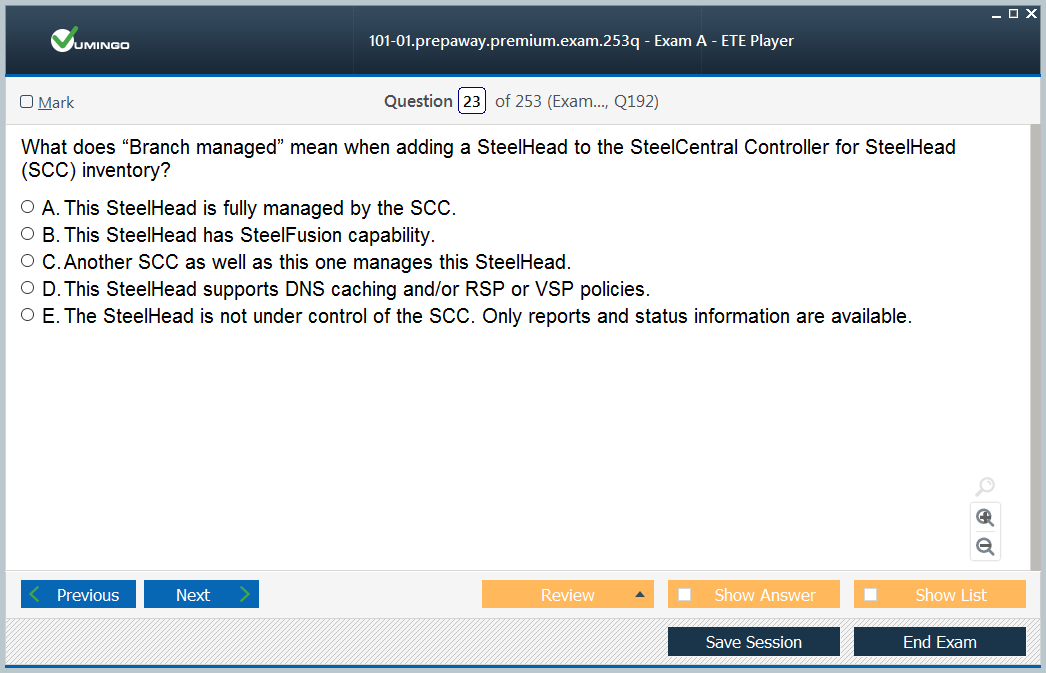 VUMINGO
101-01.prepaway.premium.exam.253q - Exam A - ETE Player
Mark
Question 23 of 253 (Exam..., Q192)
What does “Branch managed” mean when adding a SteelHead to the SteelCentral Controller for SteelHead
(SCC) inventory?
A. This SteelHead is fully managed by the SCC.
B. This SteelHead has SteelFusion capability.
C. Another SCC as well as this one manages this SteelHead.
D. This SteelHead supports DNS caching and/or RSP or VSP policies.
E. The SteelHead is not under control of the SCC. Only reports and status information are available.
Previous Next Review Show Answer Show List
Save Session End Exam